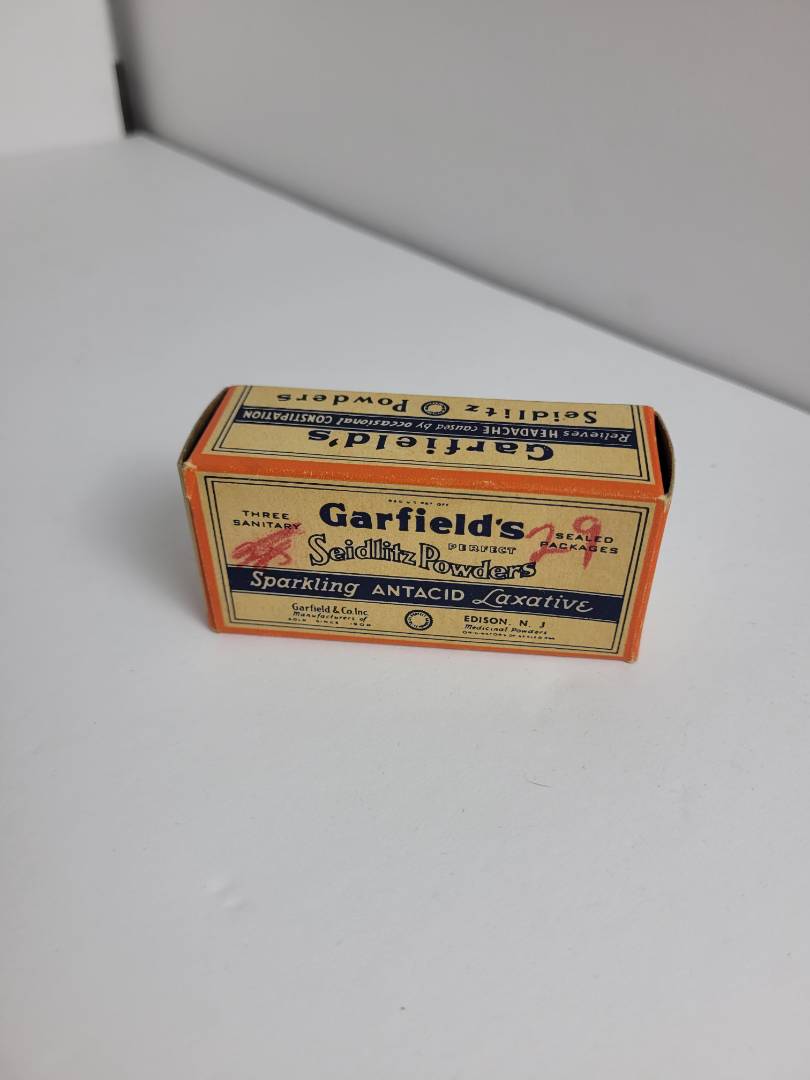 Garfield's
Relieves HEADACHE caused by occasional CONSTIPATION
Seidlitz Powders
THREE SANITARY
Garfield's
SEALED PACKAGES
29
PERFECT
Seidlitz Powders
Sparkling ANTACID Laxative
Garfield & Co. Inc.
Manufacturers of
EDISON, N. J
Medicinal Powders